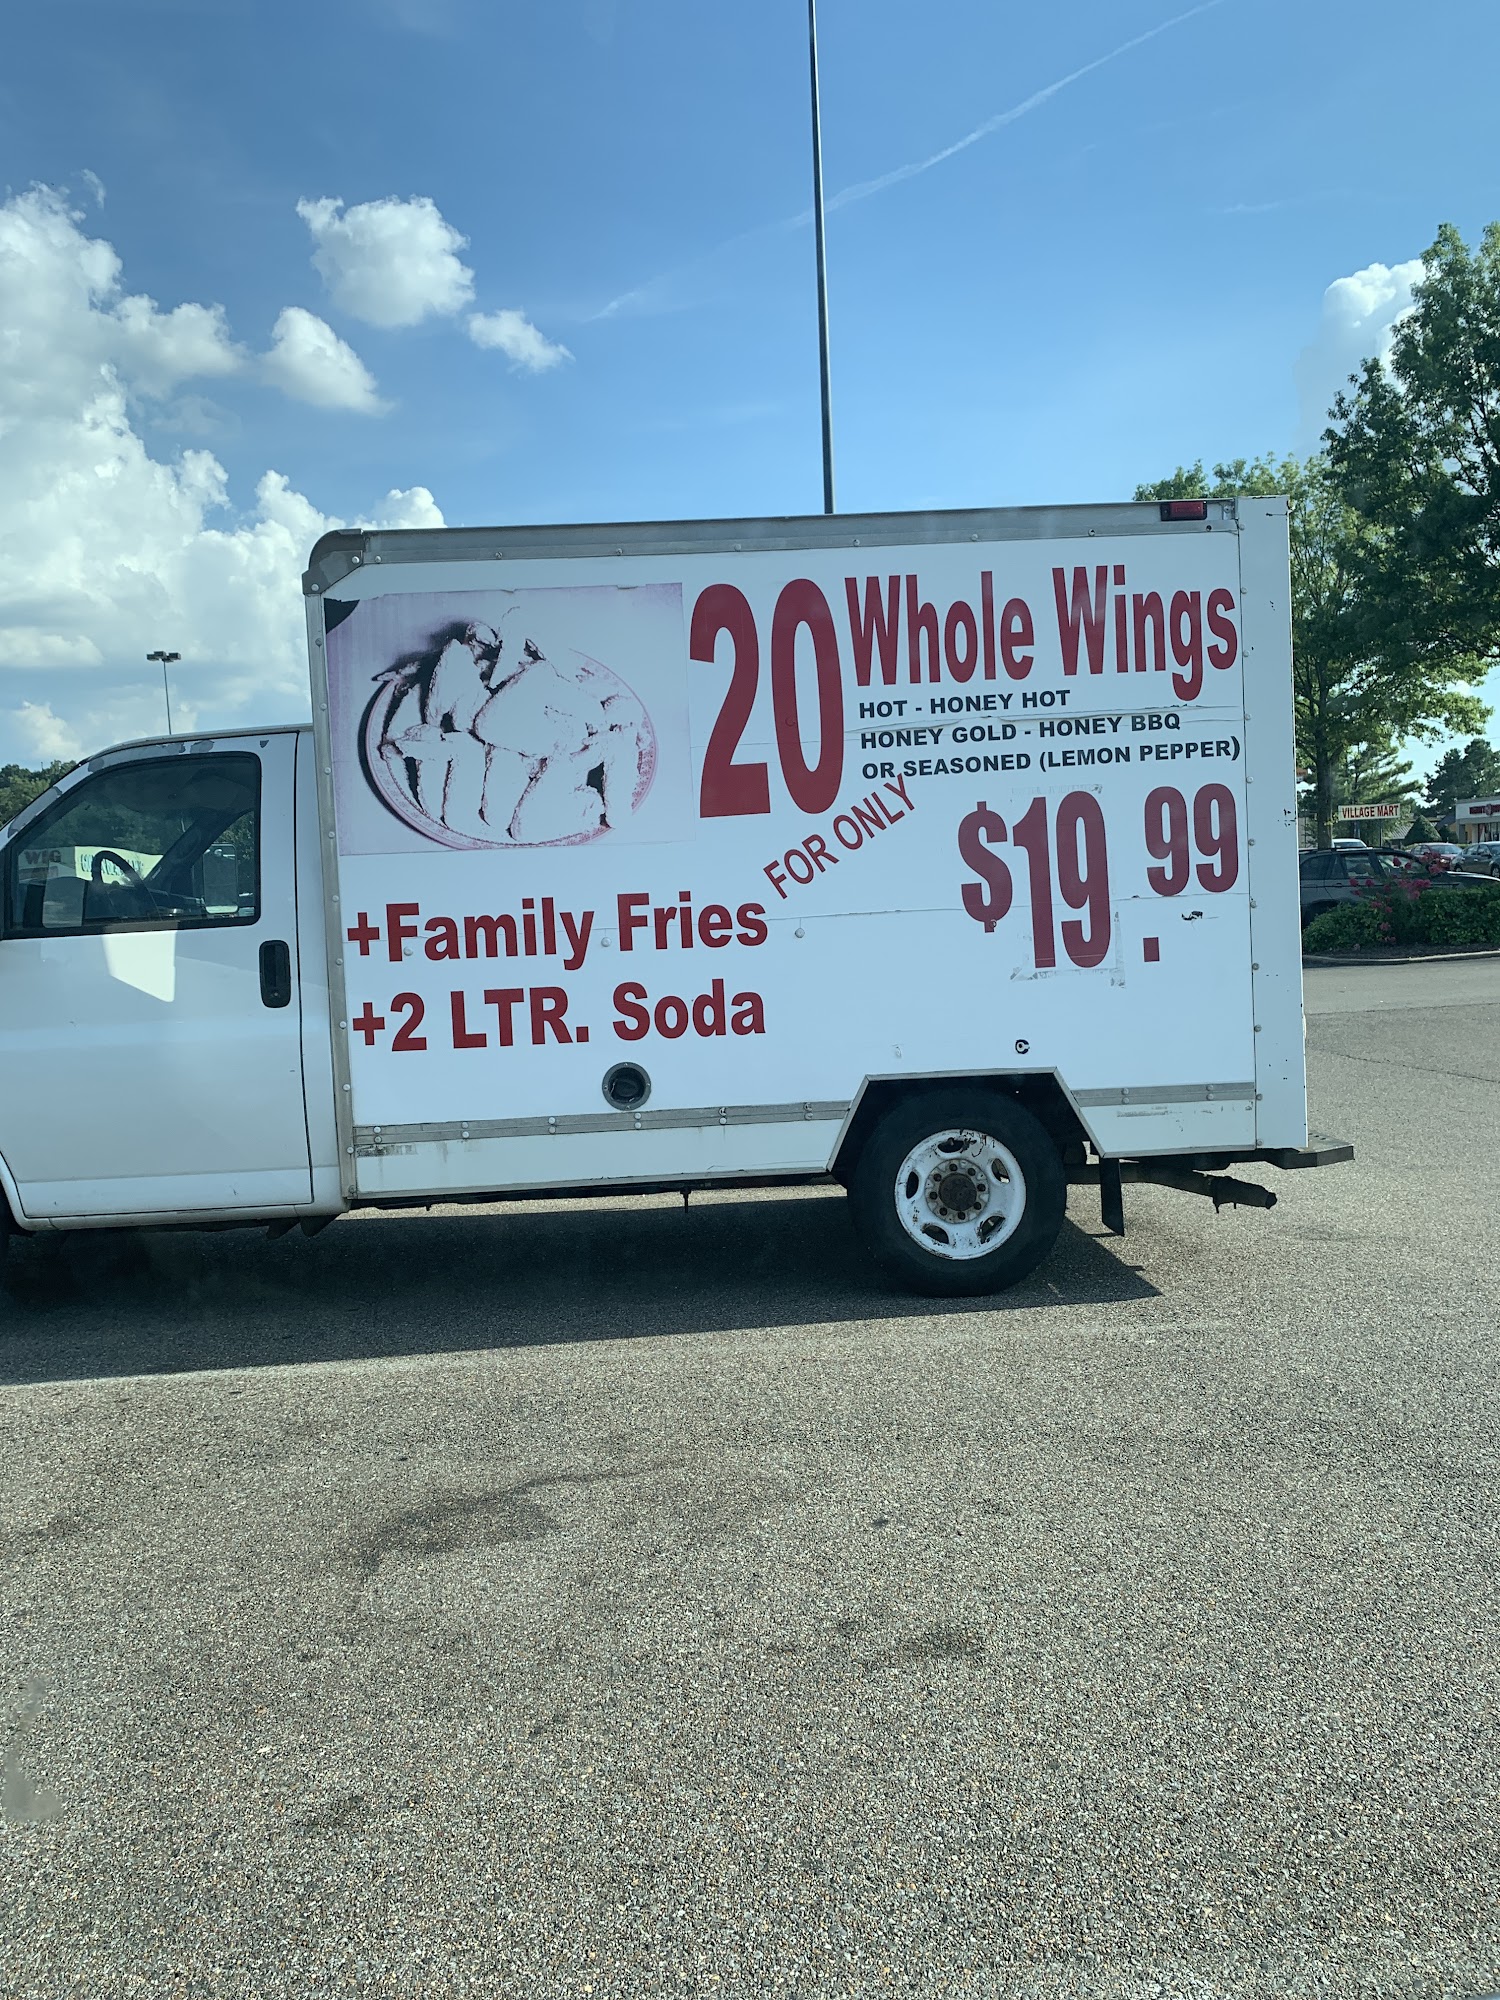 20 Whole Wings
HOT - HONEY HOT
HONEY GOLD - HONEY BBQ
OR SEASONED (LEMON PEPPER)
FOR ONLY
$19.99
+Family Fries
+2 LTR. Soda
VILLAGE MART
WIG